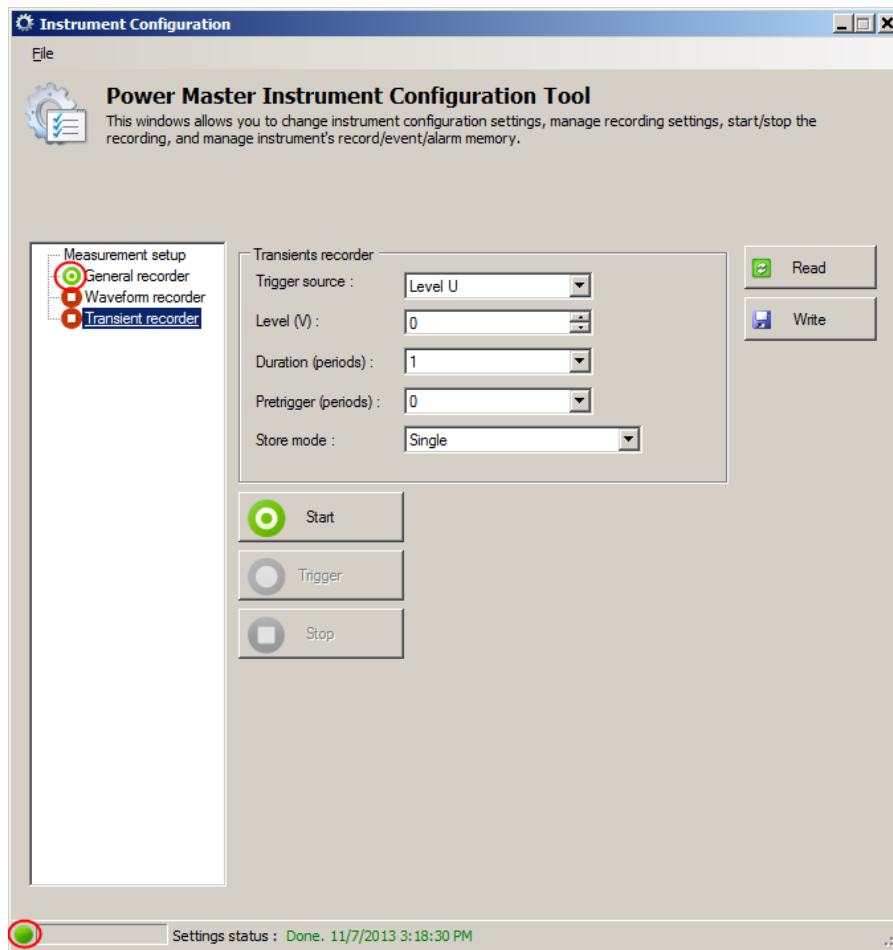 Instrument Configuration
File
Power Master Instrument Configuration Tool
This windows allows you to change instrument configuration settings, manage recording settings, start/stop the
recording, and manage instrument's record/event/alarm memory.
Measurement setup
General recorder
Waveform recorder
Transient recorder
Transients recorder
Trigger source :
Level U
Level (V) :
0
Duration (periods) :
1
Pretrigger (periods) :
0
Store mode :
Single
Start
Trigger
Stop
Read
Write
Settings status : Done. 11/7/2013 3:18:30 PM